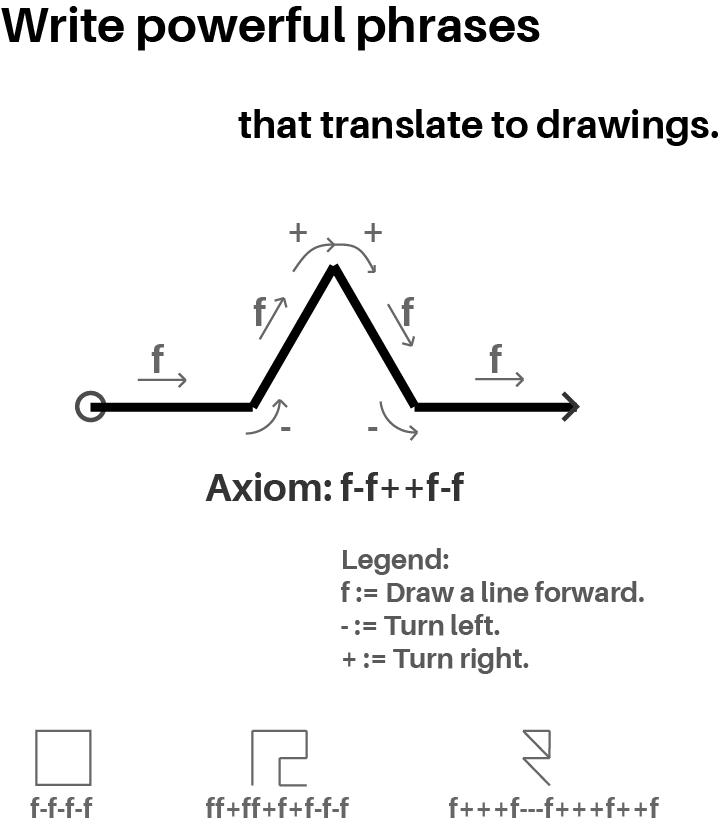 Write powerful phrases
that translate to drawings.
+ +
f f
f f
- -
Axiom: f-f++f-f
Legend:
f := Draw a line forward.
- := Turn left.
+ := Turn right.
f-f-f-f ff+ff+f+f-f-f f+++f---f+++f++f